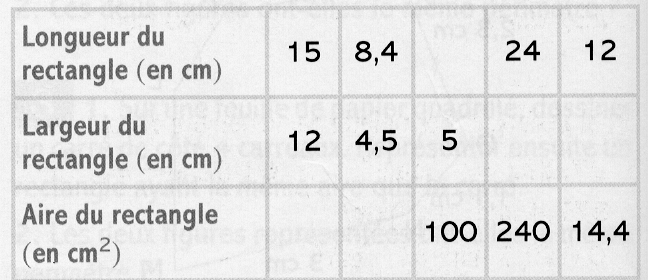 Longueur du
rectangle (en cm) 15 8,4 24 12
Largeur du
rectangle (en cm) 12 4,5 5
Aire du rectangle
(en cm²) 100 240 14,4